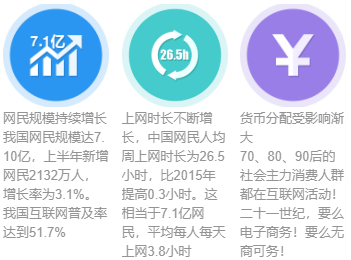 7.1亿
26.5h
¥
网民规模持续增长
我国网民规模达7.
10亿，上半年新增
网民2132万人，
增长率为3.1%。
我国互联网普及率
达到51.7%
上网时长不断增
长，中国网民人均
周上网时长为26.5
小时，比2015年
提高0.3小时。这
相当于7.1亿网
民，平均每人每天
上网3.8小时
货币分配受影响渐
大
70、80、90后的
社会主力消费人群
都在互联网活动！
二十一世纪，要么
电子商务！要么无
商可务！